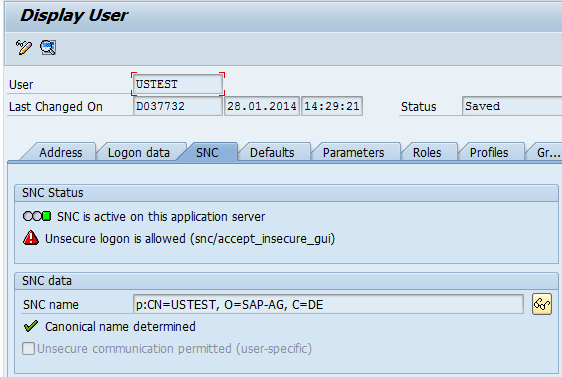 Display User
User USTEST
Last Changed On D037732 28.01.2014 14:29:21 Status Saved
Address Logon data SNC Defaults Parameters Roles Profiles Gr...
SNC Status
SNC is active on this application server
Unsecure logon is allowed (snc/accept_insecure_gui)
SNC data
SNC name p:CN=USTEST, O=SAP-AG, C=DE
Canonical name determined
Unsecure communication permitted (user-specific)